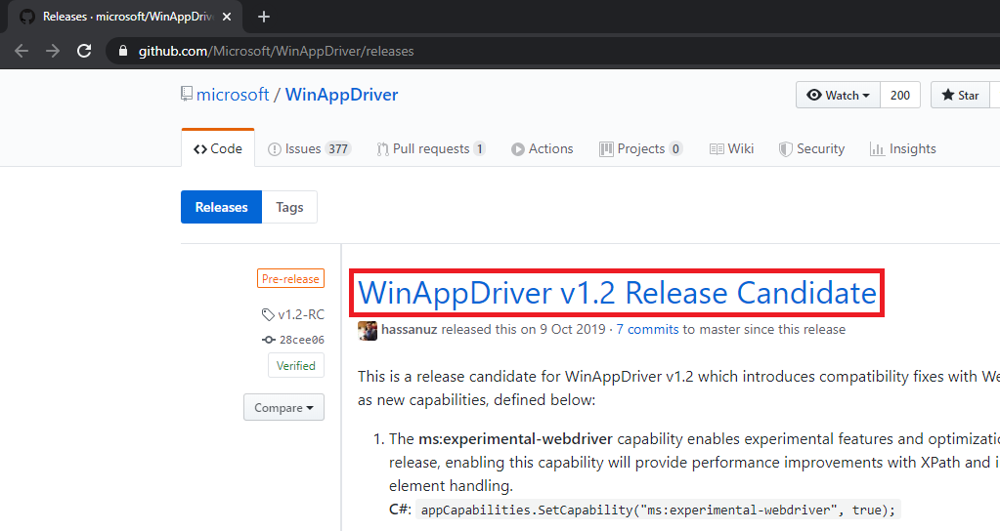 Releases · microsoft/WinAppDriv
github.com/Microsoft/WinAppDriver/releases
microsoft / WinAppDriver
Watch 200 Star
Code Issues 377 Pull requests 1 Actions Projects 0 Wiki Security Insights
Releases Tags
Pre-release
WinAppDriver v1.2 Release Candidate
v1.2-RC
hassanuz released this on 9 Oct 2019 · 7 commits to master since this release
28cee06
Verified
Compare
This is a release candidate for WinAppDriver v1.2 which introduces compatibility fixes with We
as new capabilities, defined below:
1. The ms:experimental-webdriver capability enables experimental features and optimizatio
release, enabling this capability will provide performance improvements with XPath and i
element handling.
C#: appCapabilities.SetCapability("ms:experimental-webdriver", true);